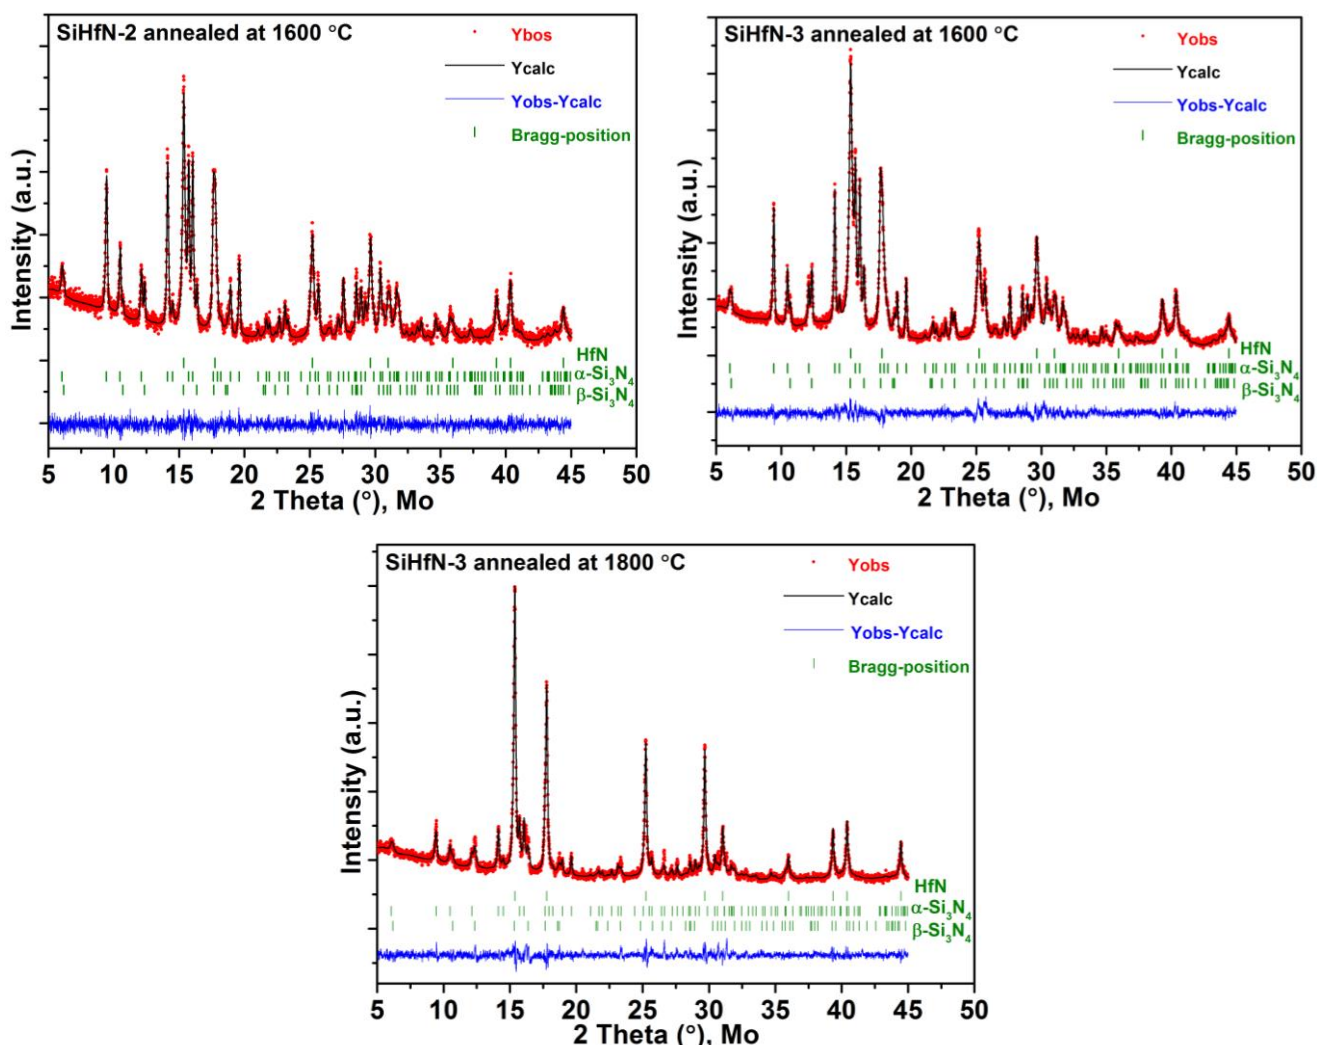 SiHfN-2 annealed at 1600 °C
Ybos
Ycalc
Yobs-Ycalc
Bragg-position
Intensity (a.u.)
HfN
α-Si₃N₄
β-Si₃N₄
5 10 15 20 25 30 35 40 45 50
2 Theta (°), Mo
SiHfN-3 annealed at 1600 °C
Yobs
Ycalc
Yobs-Ycalc
Bragg-position
Intensity (a.u.)
HfN
α-Si₃N₄
β-Si₃N₄
5 10 15 20 25 30 35 40 45 50
2 Theta (°), Mo
SiHfN-3 annealed at 1800 °C
Yobs
Ycalc
Yobs-Ycalc
Bragg-position
Intensity (a.u.)
HfN
α-Si₃N₄
β-Si₃N₄
5 10 15 20 25 30 35 40 45 50
2 Theta (°), Mo